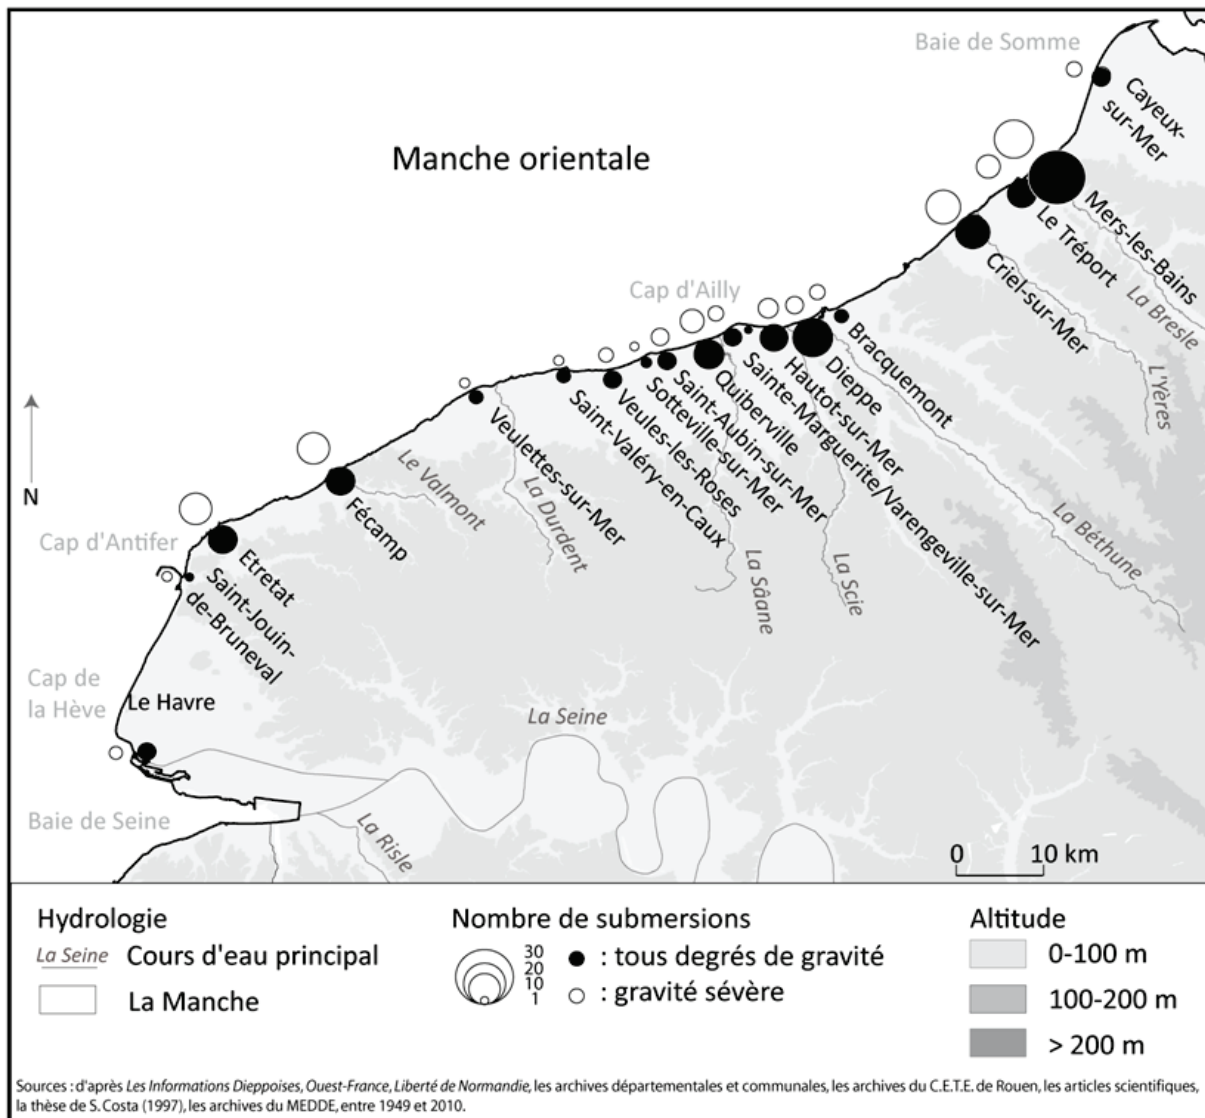 Baie de Somme
Cayeux-
sur-Mer
Manche orientale
Mers-les-Bains
Le Tréport
Criel-sur-Mer
La Bresle
L'Yères
Cap d'Ailly
Bracquemont
Dieppe
Hautot-sur-Mer
Sainte-Marguerite/Varengeville-sur-Mer
Quiberville
Saint-Aubin-sur-Mer
Sotteville-sur-Mer
Veules-les-Roses
Saint-Valéry-en-Caux
Veulettes-sur-Mer
N
Le Valmont
La Durdent
La Sâane
La Scie
La Béthune
Fécamp
Cap d'Antifer
Etretat
Saint-Jouin-
de-Bruneval
Cap de
la Hève
Le Havre
La Seine
Baie de Seine
La Risle
0 10 km
Hydrologie
La Seine Cours d'eau principal
La Manche
Nombre de submersions
30
20
10
1
: tous degrés de gravité
: gravité sévère
Altitude
0-100 m
100-200 m
> 200 m
Sources : d'après Les Informations Dieppoises, Ouest-France, Liberté de Normandie, les archives départementales et communales, les archives du C.E.T.E. de Rouen, les articles scientifiques,
la thèse de S. Costa (1997), les archives du MEDDE, entre 1949 et 2010.